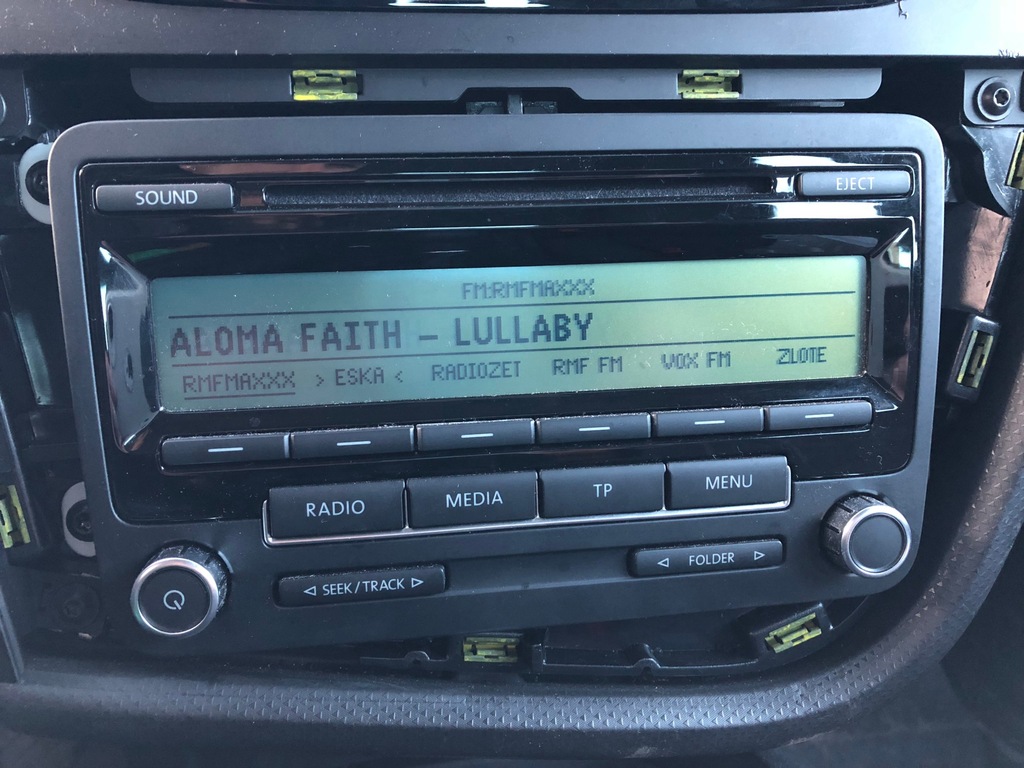 SOUND
EJECT
FM:RMFMAXXX
ALOMA FAITH – LULLABY
RMFMAXXX > ESKA < RADIOZET RMF FM VOX FM ZLOTE
RADIO MEDIA TP MENU
◁ SEEK/TRACK ▷
◁ FOLDER ▷